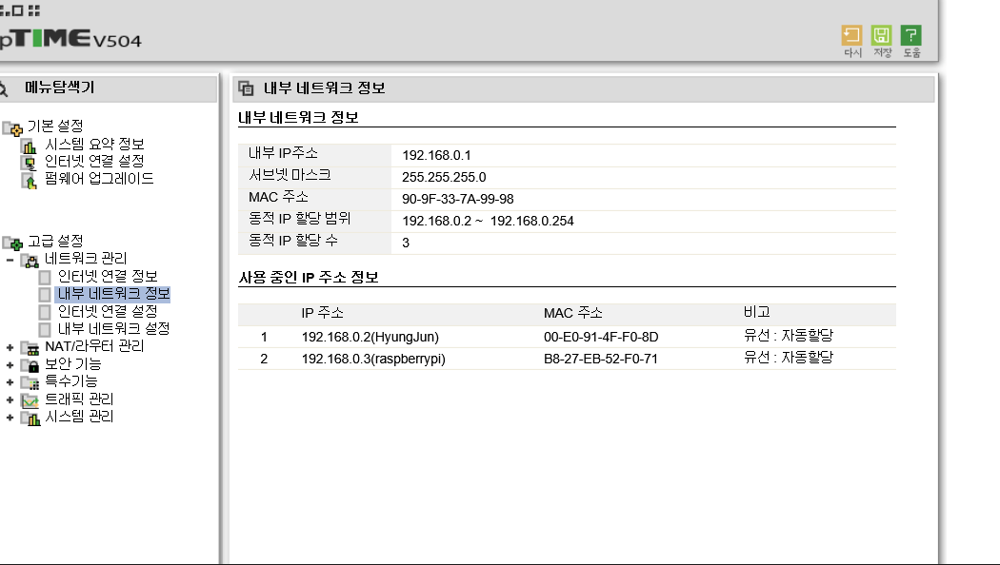 pTIME V504
다시 저장 도움
메뉴탐색기
기본 설정
시스템 요약 정보
인터넷 연결 설정
펌웨어 업그레이드
고급 설정
네트워크 관리
인터넷 연결 정보
내부 네트워크 정보
인터넷 연결 설정
내부 네트워크 설정
NAT/라우터 관리
보안 기능
특수기능
트래픽 관리
시스템 관리
내부 네트워크 정보
내부 네트워크 정보
내부 IP주소 192.168.0.1
서브넷 마스크 255.255.255.0
MAC 주소 90-9F-33-7A-99-98
동적 IP 할당 범위 192.168.0.2 ~ 192.168.0.254
동적 IP 할당 수 3
사용 중인 IP 주소 정보
IP 주소 MAC 주소 비고
1 192.168.0.2(HyungJun) 00-E0-91-4F-F0-8D 유선 : 자동할당
2 192.168.0.3(raspberrypi) B8-27-EB-52-F0-71 유선 : 자동할당